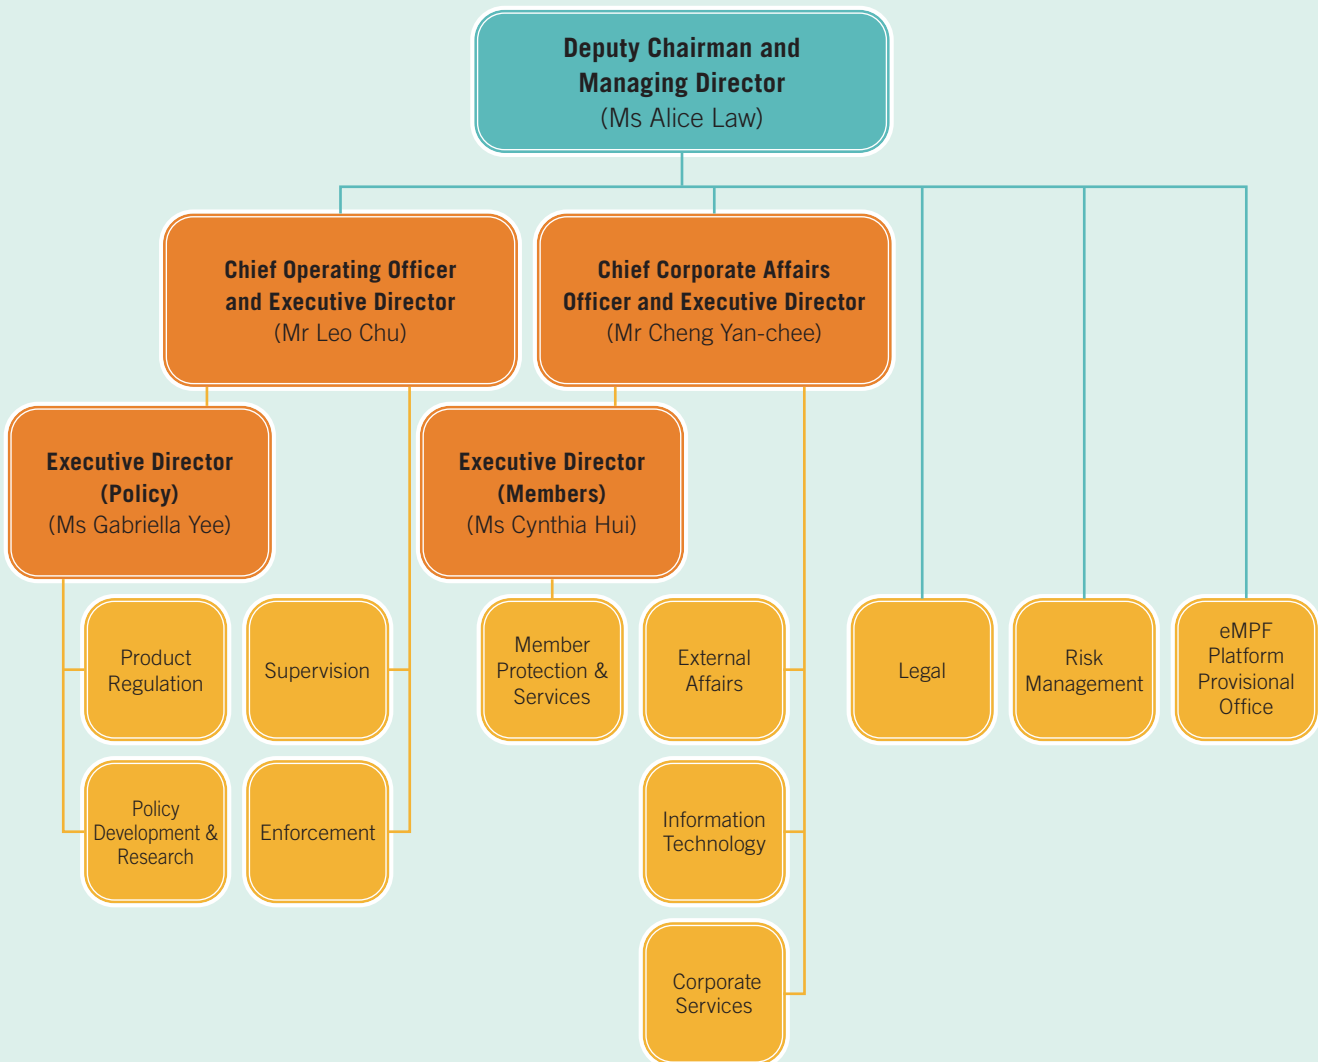 Deputy Chairman and
Managing Director
(Ms Alice Law)
Chief Operating Officer
and Executive Director
(Mr Leo Chu)
Chief Corporate Affairs
Officer and Executive Director
(Mr Cheng Yan-chee)
Executive Director
(Policy)
(Ms Gabriella Yee)
Executive Director
(Members)
(Ms Cynthia Hui)
Product
Regulation
Supervision
Member
Protection &
Services
External
Affairs
Legal
Risk
Management
eMPF
Platform
Provisional
Office
Policy
Development &
Research
Enforcement
Information
Technology
Corporate
Services